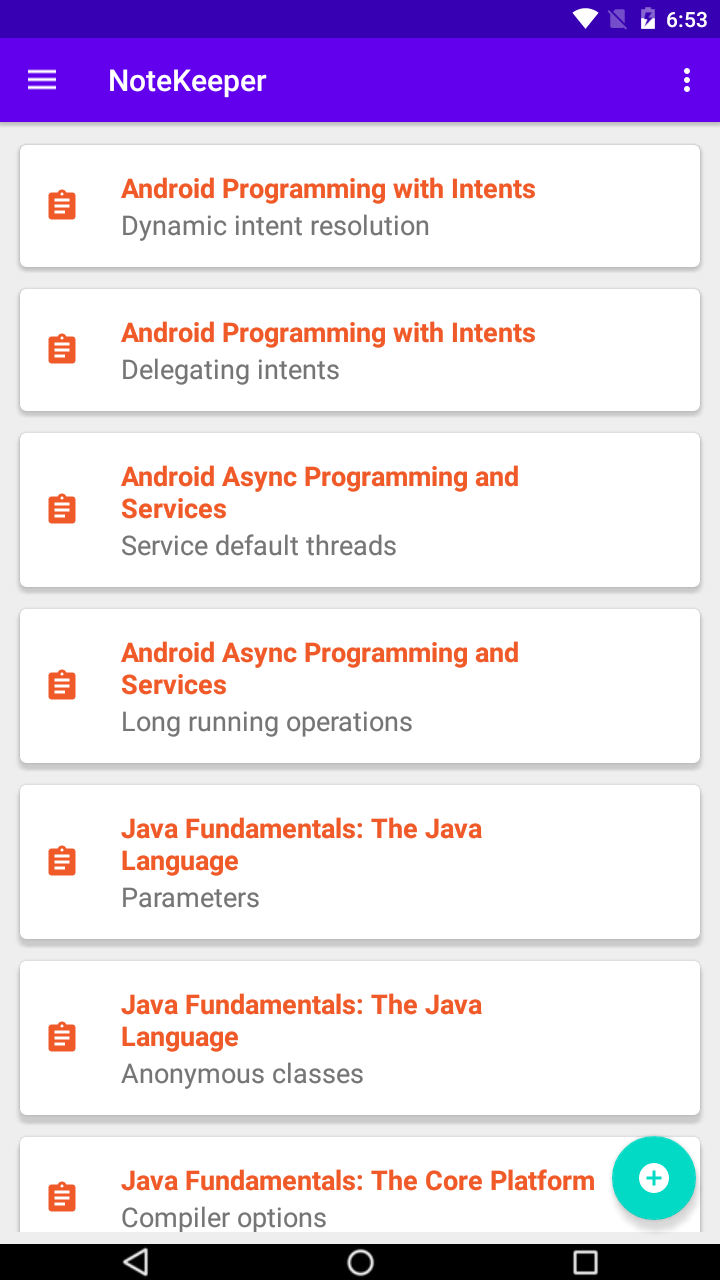 6:53
NoteKeeper
Android Programming with Intents
Dynamic intent resolution
Android Programming with Intents
Delegating intents
Android Async Programming and
Services
Service default threads
Android Async Programming and
Services
Long running operations
Java Fundamentals: The Java
Language
Parameters
Java Fundamentals: The Java
Language
Anonymous classes
Java Fundamentals: The Core Platform
Compiler options